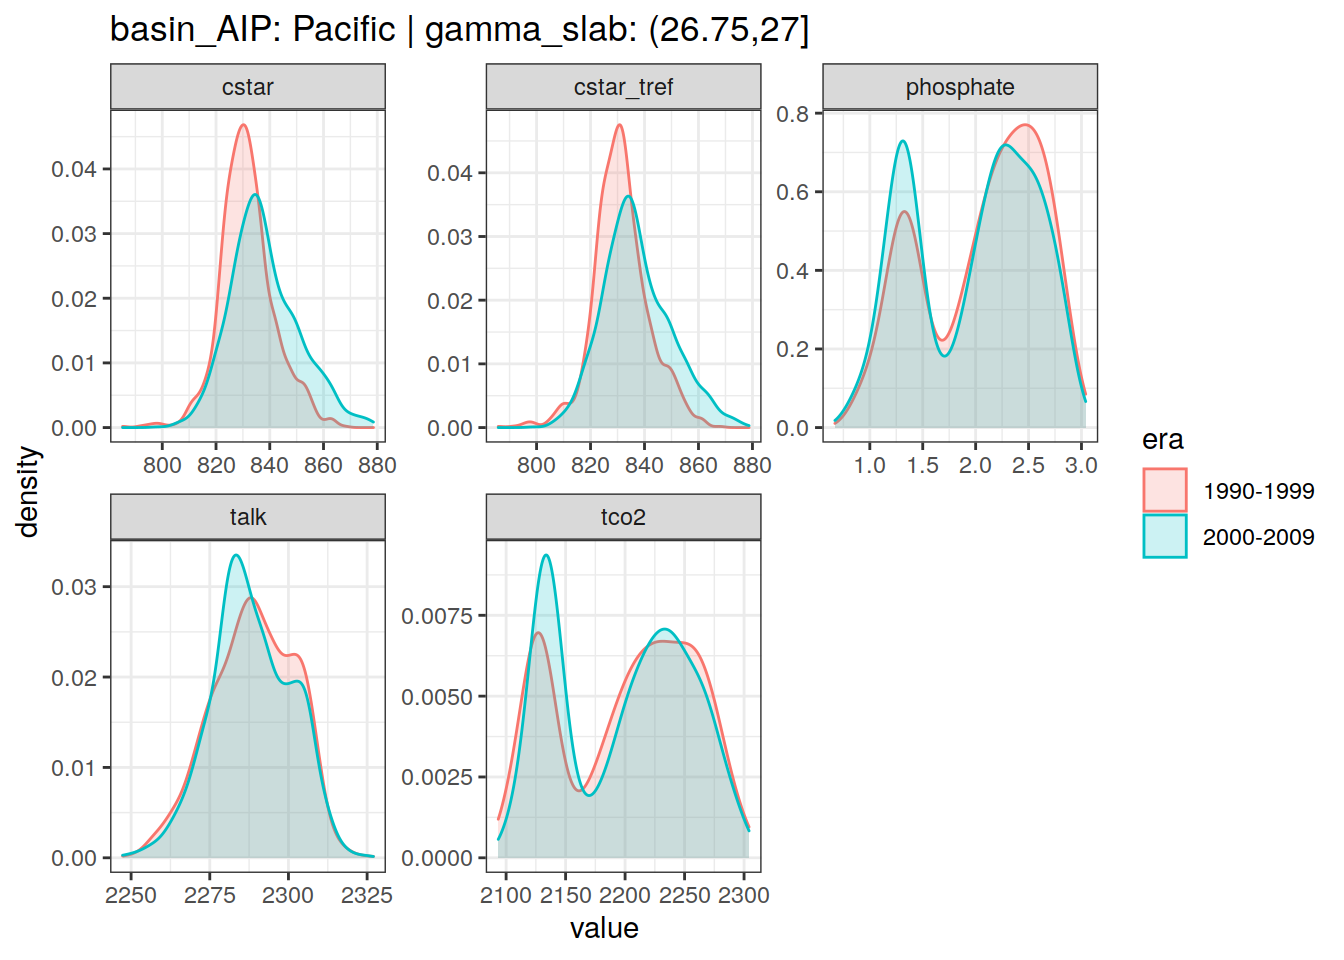 basin_AIP: Pacific | gamma_slab: (26.75,27]
cstar
cstar_tref
phosphate
0.04
0.03
0.02
0.01
0.00
800 820 840 860 880
0.04
0.03
0.02
0.01
0.00
800 820 840 860 880
0.8
0.6
0.4
0.2
0.0
1.0 1.5 2.0 2.5 3.0
talk
tco2
0.03
0.02
0.01
0.00
2250 2275 2300 2325
0.0075
0.0050
0.0025
0.0000
2100 2150 2200 2250 2300
density
value
era
1990-1999
2000-2009